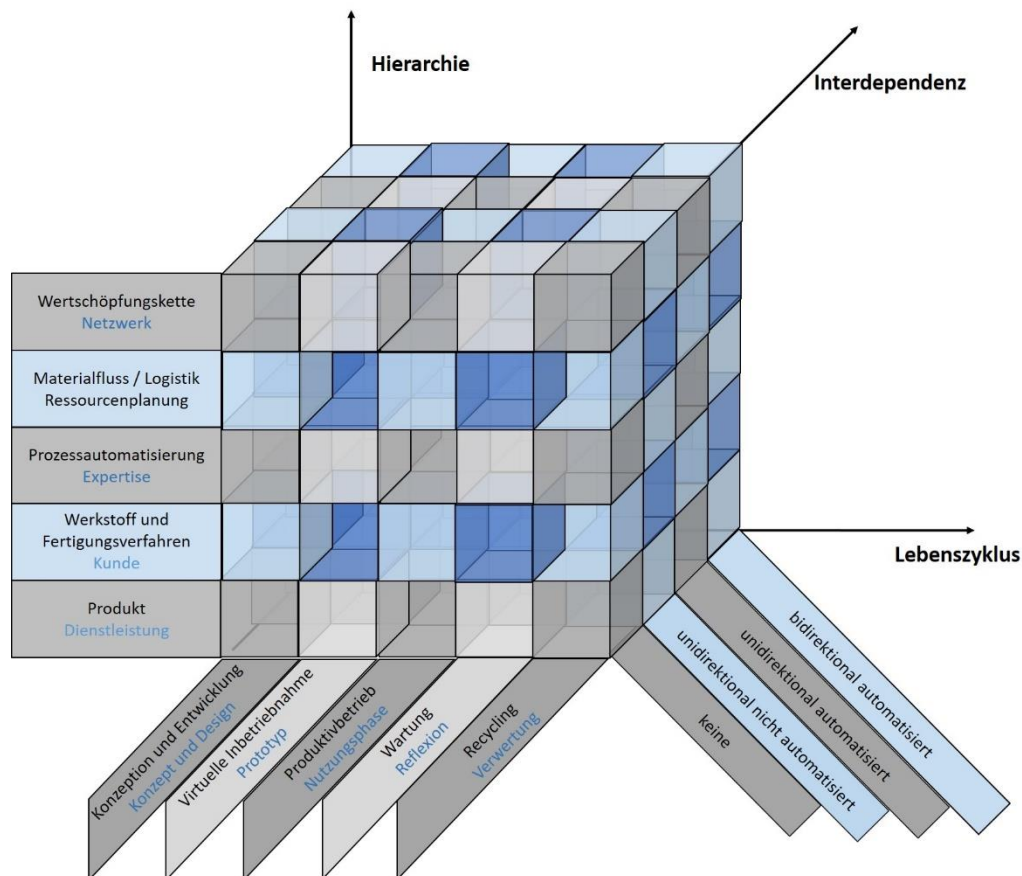 Hierarchie
Interdependenz
Wertschöpfungskette
Netzwerk
Materialfluss / Logistik
Ressourcenplanung
Prozessautomatisierung
Expertise
Werkstoff und
Fertigungsverfahren
Kunde
Produkt
Dienstleistung
Lebenszyklus
Konzeption und Entwicklung
Konzept und Design
Virtuelle Inbetriebnahme
Prototyp
Produktivbetrieb
Nutzungsphase
Wartung
Reflexion
Recycling
Verwertung
keine
unidirektional nicht automatisiert
unidirektional automatisiert
bidirektional automatisiert